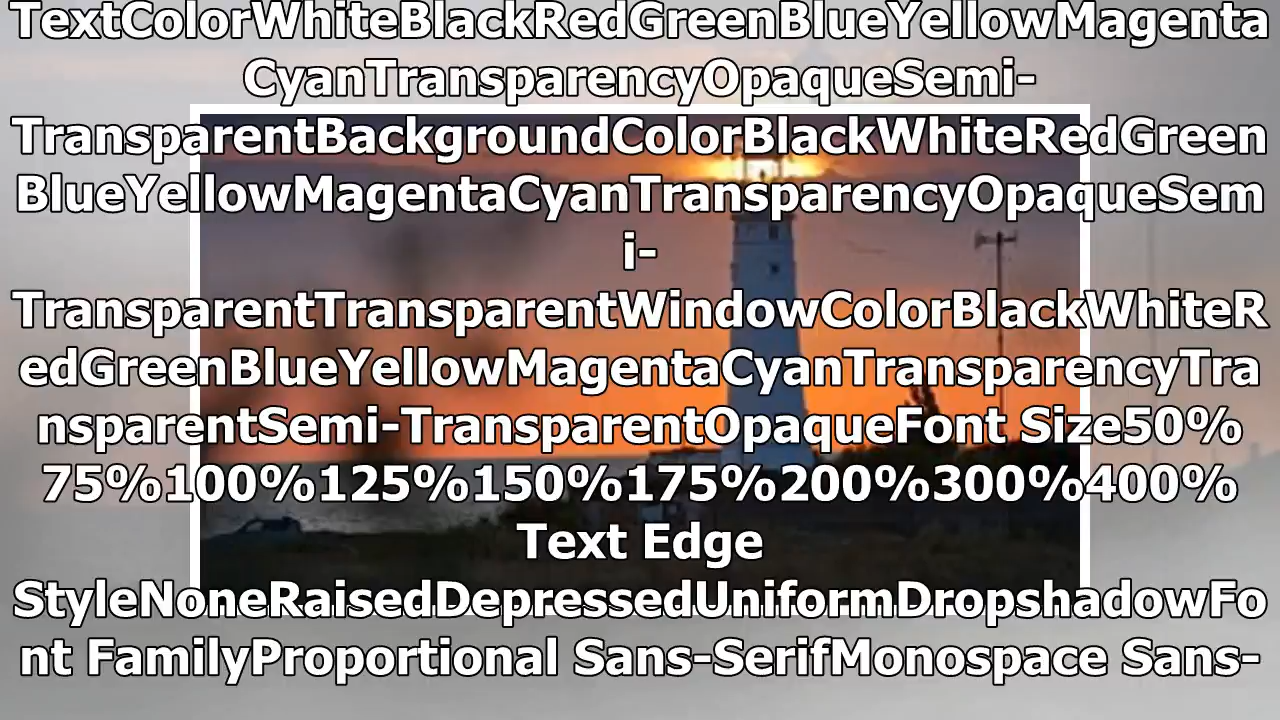 TextColorWhiteBlackRedGreenBlueYellowMagenta
CyanTransparencyOpaqueSemi-
TransparentBackgroundColorBlackWhiteRedGreen
BlueYellowMagentaCyanTransparencyOpaqueSem
i-
TransparentTransparentWindowColorBlackWhiteR
edGreenBlueYellowMagentaCyanTransparencyTra
nsparentSemi-TransparentOpaqueFont Size50%
75%100%125%150%175%200%300%400%
Text Edge
StyleNoneRaisedDepressedUniformDropshadowFo
nt FamilyProportional Sans-SerifMonospace Sans-